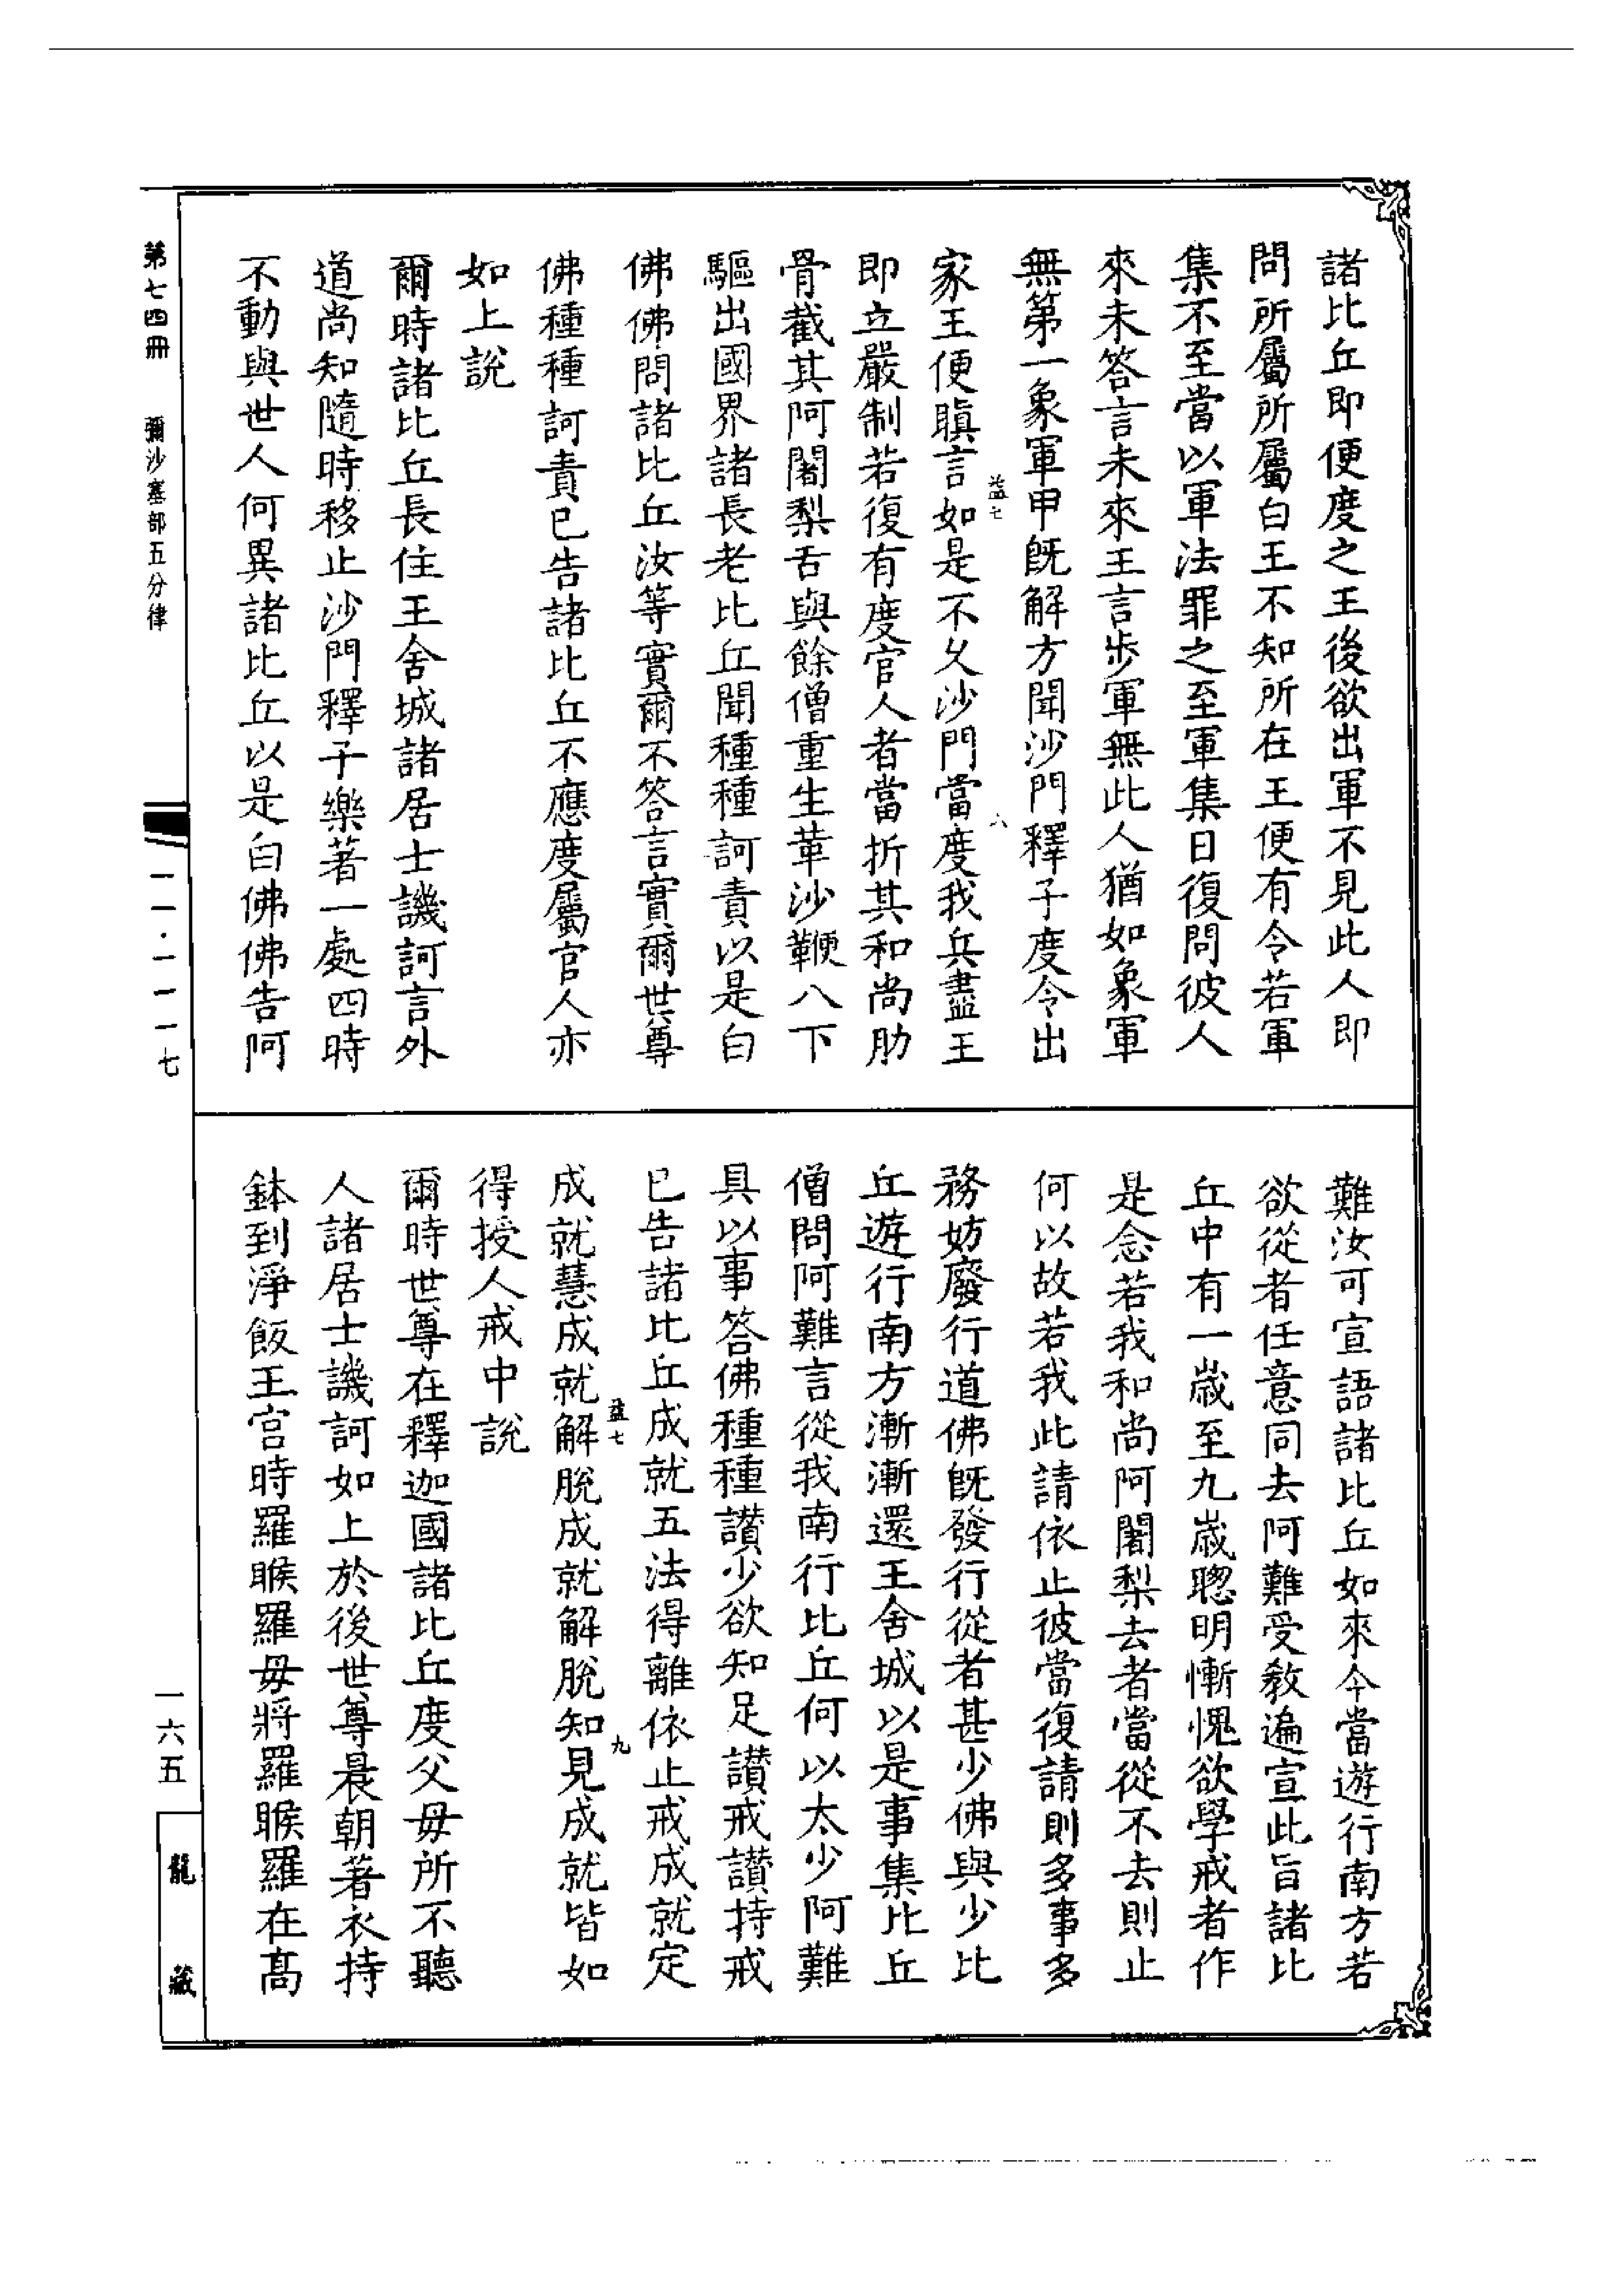 諸比丘即便度之王後欲出軍不見此人即
問所屬所屬白王不知所在王便有令若軍
集不至當以軍法罪之至軍集日復問彼人
來未答言未來王言步軍無此人猶如象軍
無第一象軍甲旣解方聞沙門釋子度令出
益七
六
家王便瞋言如是不久沙門當度我兵盡王
即立嚴制若復有度官人者當折其和尚肋
骨截其阿闍梨舌與餘僧重生革沙鞭八下
驅出國界諸長老比丘聞種種訶責以是白
佛佛問諸比丘汝等實爾不答言實爾世尊
佛種種訶責已告諸比丘不應度屬官人亦
如上說
爾時諸比丘長住王舍城諸居士譏訶言外
道尚知隨時移止沙門釋子樂著一處四時
不動與世人何異諸比丘以是白佛佛告阿
難汝可宣語諸比丘如來今當遊行南方若
欲從者任意同去阿難受敎遍宣此旨諸比
丘中有一歲至九歲聰明慚愧欲學戒者作
是念若我和尚阿闍梨去者當從不去則止
何以故若我此請依止彼當復請則多事多
務妨廢行道佛旣發行從者甚少佛與少比
丘遊行南方漸漸還王舍城以是事集比丘
僧問阿難言從我南行比丘何以太少阿難
具以事答佛種種讃少欲知足讃戒讃持戒
已告諸比丘成就五法得離依止戒成就定
益七
九
成就慧成就解脫成就解脫知見成就皆如
得授人戒中說
爾時世尊在釋迦國諸比丘度父母所不聽
人諸居士譏訶如上於後世尊晨朝著衣持
鉢到淨飯王宮時羅睺羅母將羅睺羅在高
第七四冊 彌沙塞部五分律
一一·一一一七
一六五
龍藏